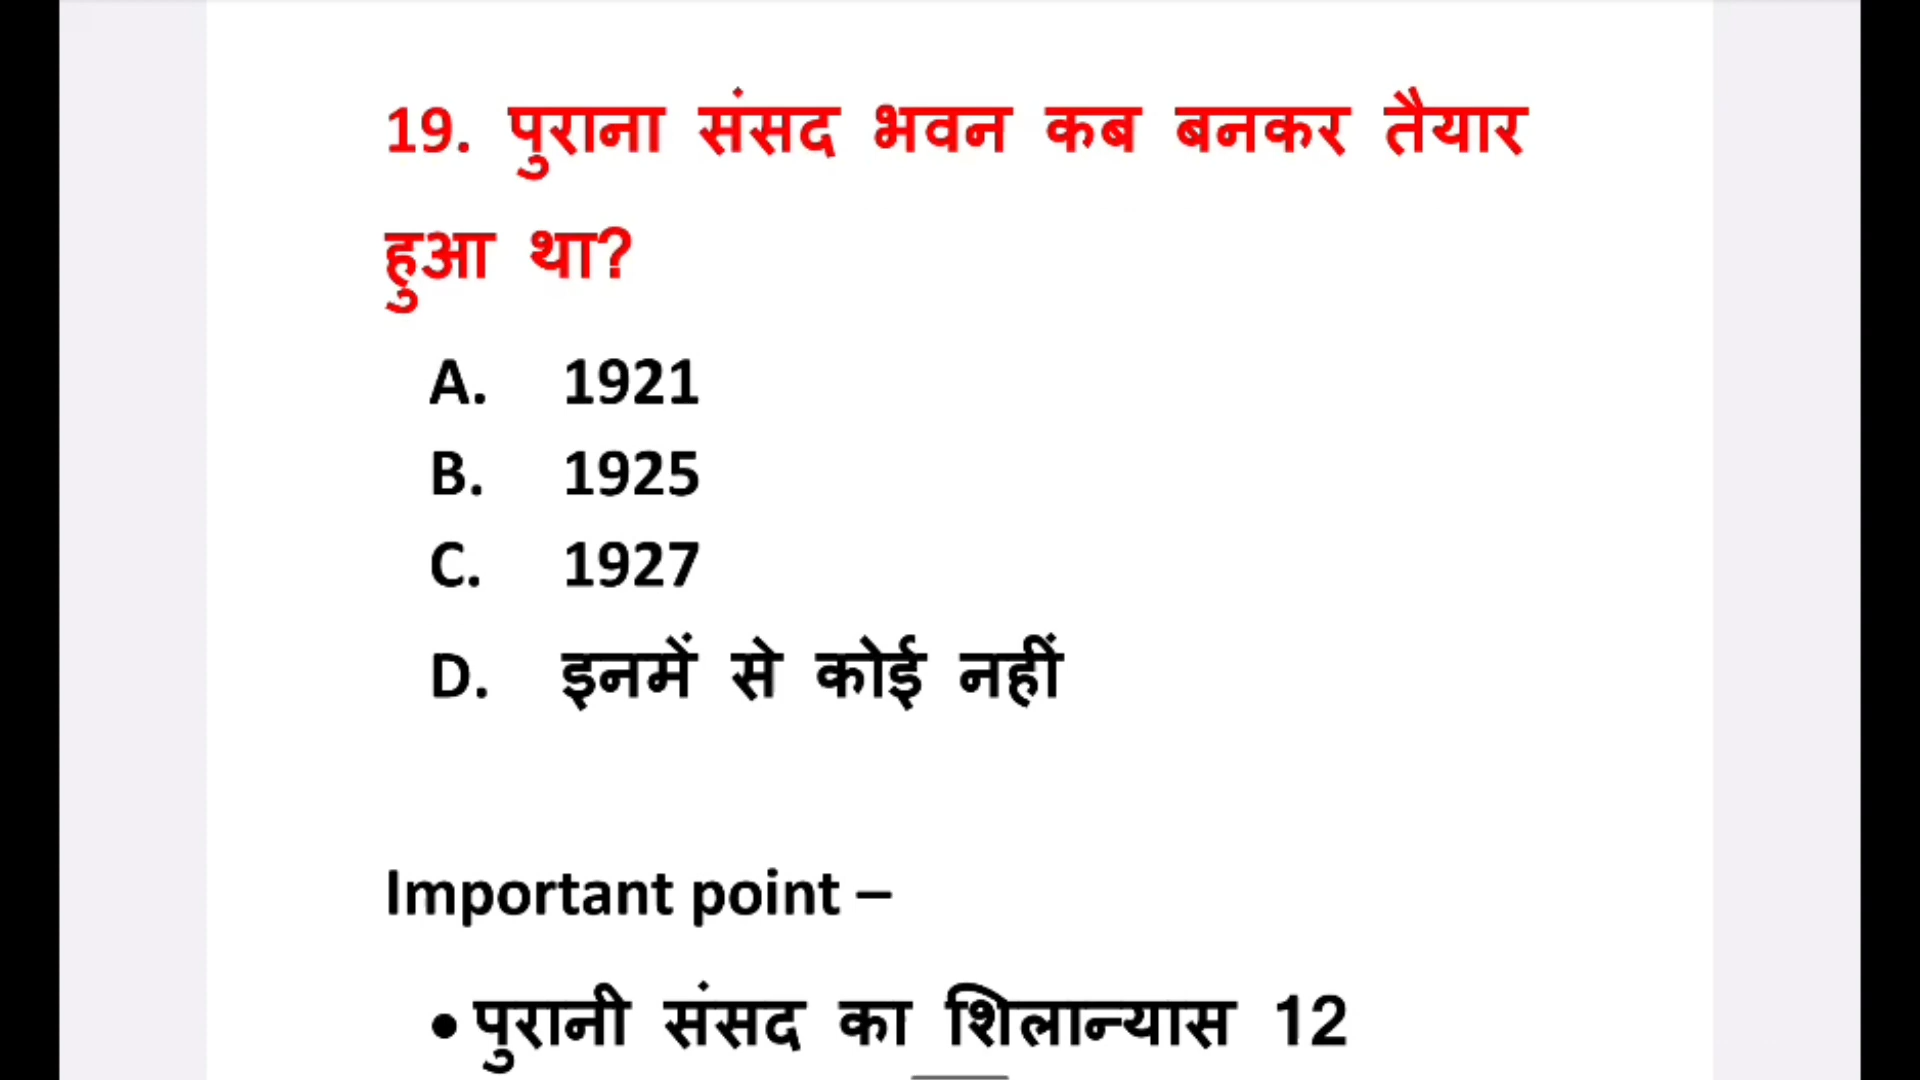 19. पुराना संसद भवन कब बनकर तैयार
हुआ था?
A. 1921
B. 1925
C. 1927
D. इनमें से कोई नहीं
Important point –
• पुरानी संसद का शिलान्यास 12